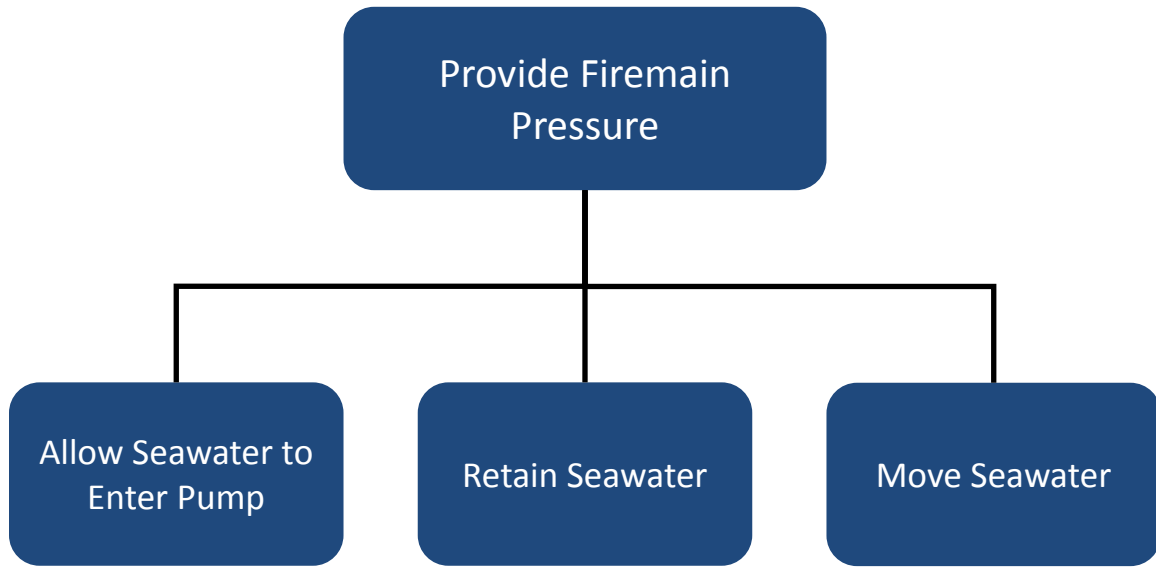 Provide Firemain
Pressure
Allow Seawater to
Enter Pump
Retain Seawater
Move Seawater